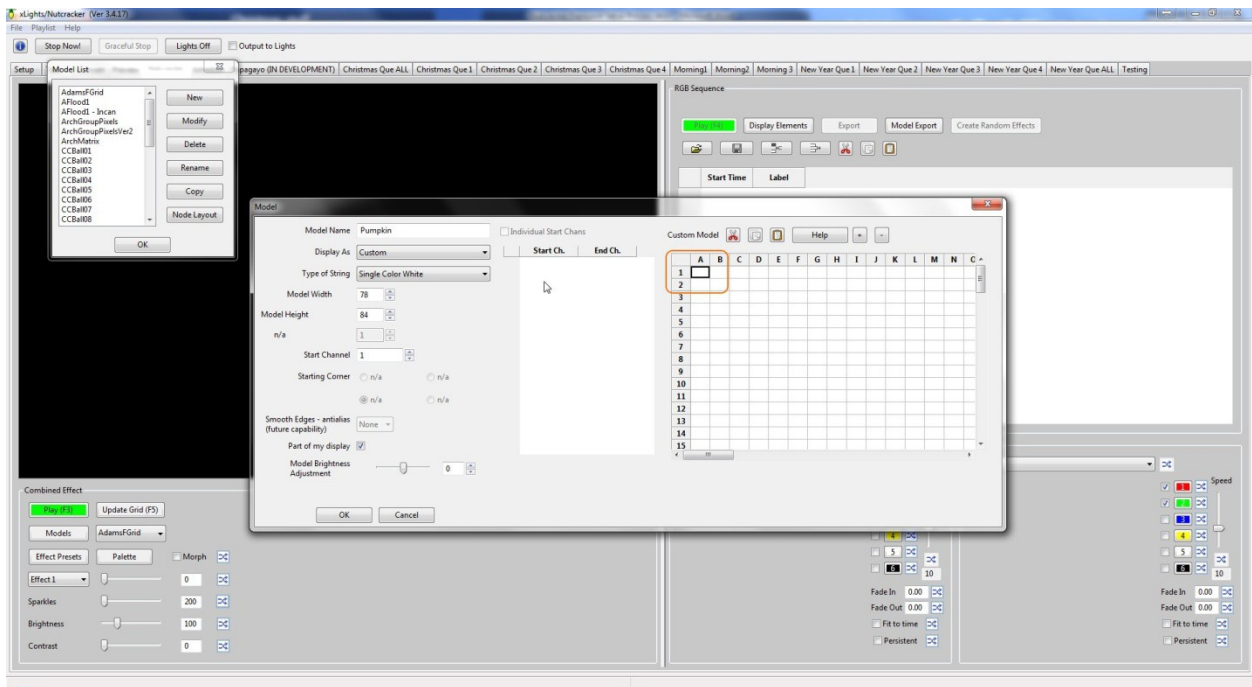 xLights/Nutcracker (Ver 3.4.17)
File Playlist Help
Stop Now! Graceful Stop Lights Off Output to Lights
Setup
pagayo (IN DEVELOPMENT) Christmas Que ALL Christmas Que 1 Christmas Que 2 Christmas Que 3 Christmas Que 4 Morning1 Morning2 Morning 3 New Year Que 1 New Year Que 2 New Year Que 3 New Year Que 4 New Year Que ALL Testing
Model List
AdamsFGrid
AFlood1
AFlood1 - Incan
ArchGroupPixels
ArchGroupPixelsVer2
ArchMatrix
CCBall01
CCBall02
CCBall03
CCBall04
CCBall05
CCBall06
CCBall07
CCBall08
New
Modify
Delete
Rename
Copy
Node Layout
OK
RGB Sequence
Play (F4) Display Elements Export Model Export Create Random Effects
Start Time Label
Model
Model Name Pumpkin
Display As Custom
Type of String Single Color White
Model Width 78
Model Height 84
n/a 1
Start Channel 1
Starting Corner n/a n/a
n/a n/a
Smooth Edges - antialias
(future capability) None
Part of my display
Model Brightness
Adjustment 0
OK Cancel
Individual Start Chans
Start Ch. End Ch.
Custom Model Help + -
A B C D E F G H I J K L M N O
1
2
3
4
5
6
7
8
9
10
11
12
13
14
15
Combined Effect
Play (F3) Update Grid (F5)
Models AdamsFGrid
Effect Presets Palette Morph
Effect 1 0
Sparkles 200
Brightness 100
Contrast 0
4
5
6
10
Fade In 0.00
Fade Out 0.00
Fit to time
Persistent
Speed
1
2
3
4
5
6
10
Fade In 0.00
Fade Out 0.00
Fit to time
Persistent